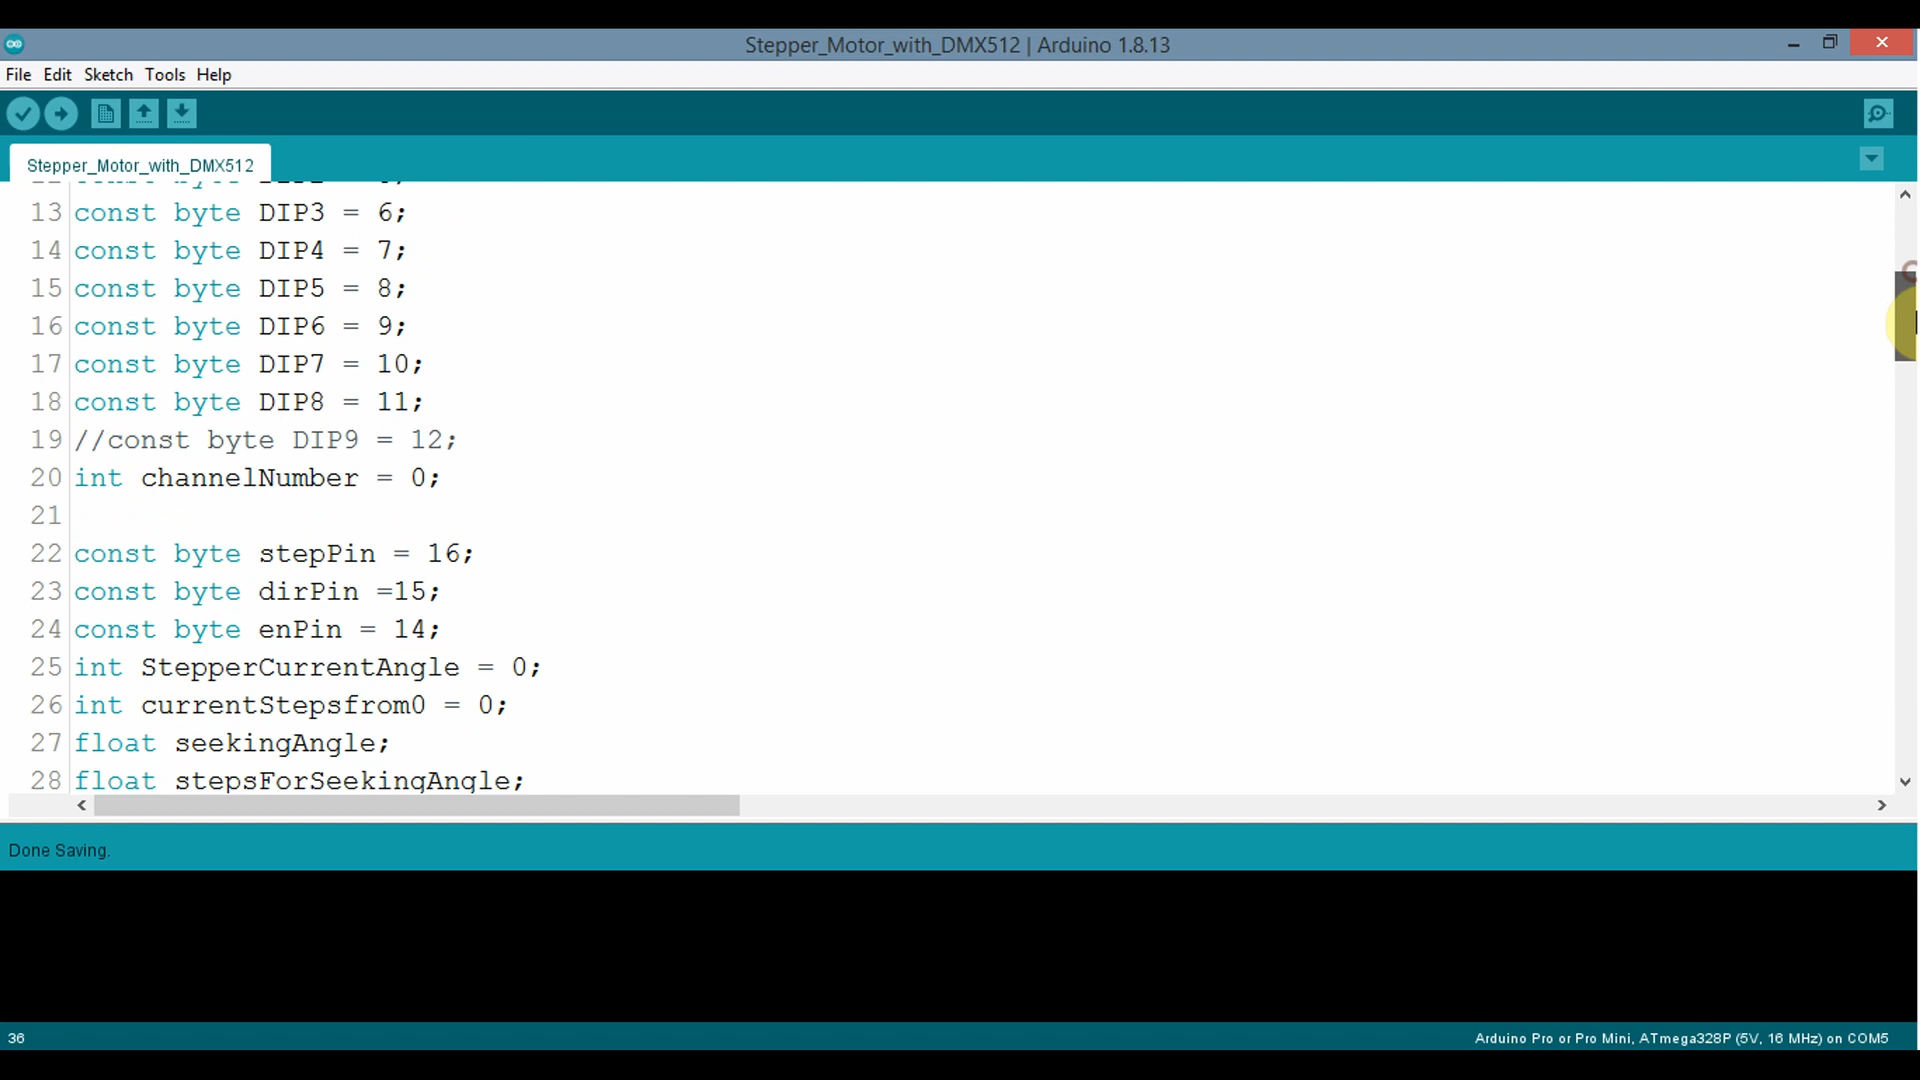 Stepper_Motor_with_DMX512 | Arduino 1.8.13
File Edit Sketch Tools Help
Stepper_Motor_with_DMX512
13 const byte DIP3 = 6;
14 const byte DIP4 = 7;
15 const byte DIP5 = 8;
16 const byte DIP6 = 9;
17 const byte DIP7 = 10;
18 const byte DIP8 = 11;
19 //const byte DIP9 = 12;
20 int channelNumber = 0;
21
22 const byte stepPin = 16;
23 const byte dirPin =15;
24 const byte enPin = 14;
25 int StepperCurrentAngle = 0;
26 int currentStepsfrom0 = 0;
27 float seekingAngle;
28 float stepsForSeekingAngle;
Done Saving.
36
Arduino Pro or Pro Mini, ATmega328P (5V, 16 MHz) on COM5